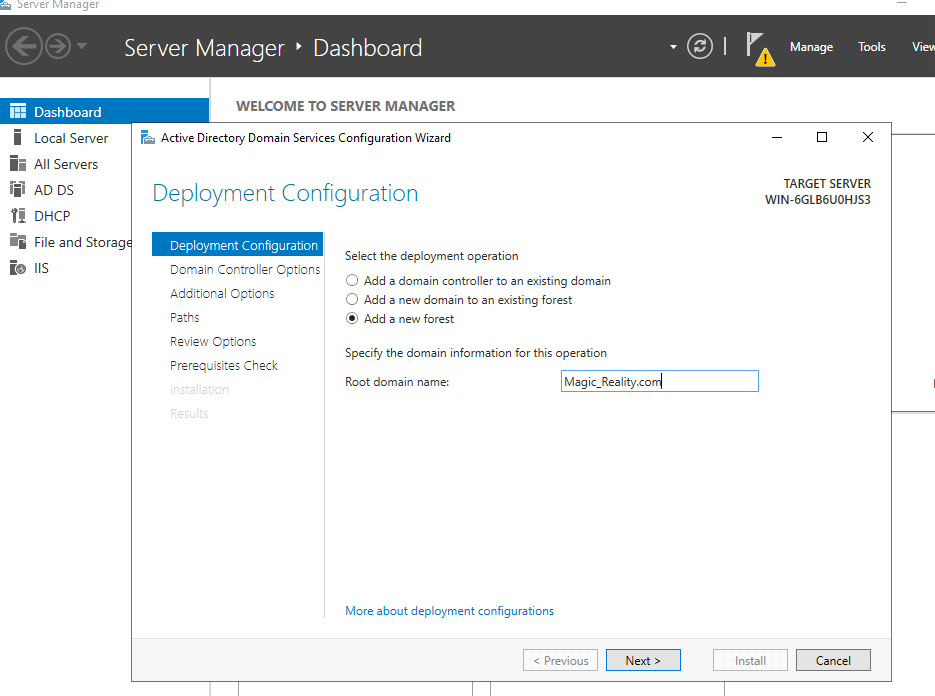 Server Manager
Server Manager ‣ Dashboard
Manage
Tools
View
Dashboard
Local Server
All Servers
AD DS
DHCP
File and Storage
IIS
WELCOME TO SERVER MANAGER
Active Directory Domain Services Configuration Wizard
Deployment Configuration
TARGET SERVER
WIN-6GLB6U0HJS3
Deployment Configuration
Domain Controller Options
Additional Options
Paths
Review Options
Prerequisites Check
Installation
Results
Select the deployment operation
Add a domain controller to an existing domain
Add a new domain to an existing forest
Add a new forest
Specify the domain information for this operation
Root domain name: Magic_Reality.com
More about deployment configurations
< Previous
Next >
Install
Cancel